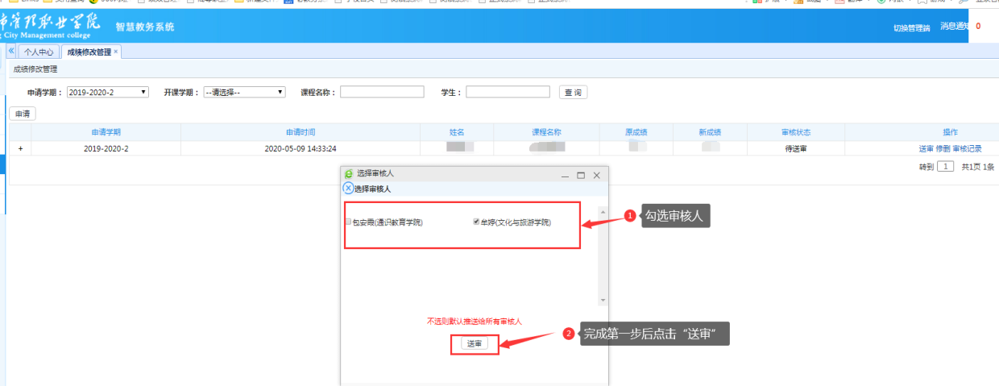 Links
市管理职业学院 智慧教务系统
City Management college
切换管理端 消息通知 0
个人中心 成绩修改管理 ×
成绩修改管理
申请学期： 2019-2020-2 开课学期： --请选择-- 课程名称： 学生： 查 询
申请
申请学期 申请时间 姓名 课程名称 原成绩 新成绩 审核状态 操作
+ 2019-2020-2 2020-05-09 14:33:24 待送审 送审 修删 审核记录
转到 1 共1页 1条
选择审核人
选择审核人
包安霞(通识教育学院) 牟婷(文化与旅游学院)
1 勾选审核人
不选则默认推送给所有审核人
2 完成第一步后点击“送审”
送审